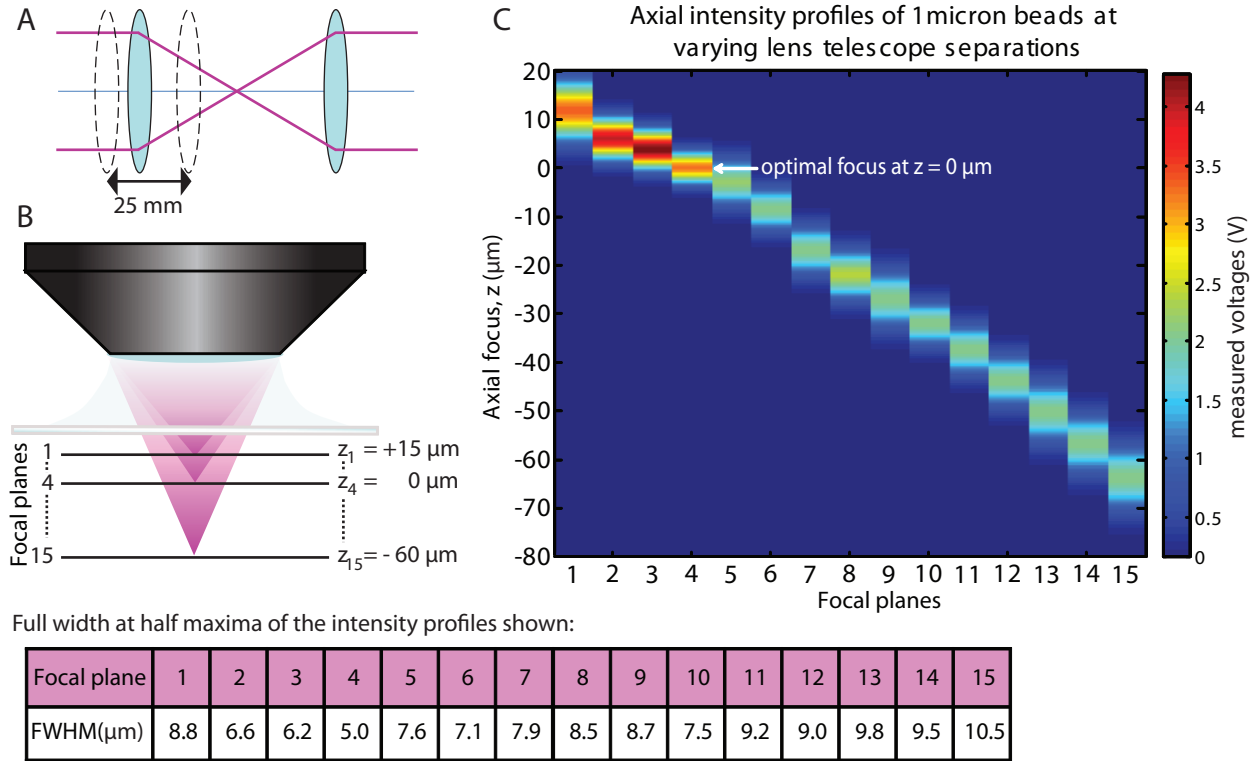 A
25 mm
B
Focal planes
1 z1 = +15 µm
4 z4 = 0 µm
15 z15 = - 60 µm
C
Axial intensity profiles of 1micron beads at
varying lens telescope separations
Axial focus, z (µm)
20
10
0
-10
-20
-30
-40
-50
-60
-70
-80
optimal focus at z = 0 µm
1 2 3 4 5 6 7 8 9 10 11 12 13 14 15
Focal planes
4
3.5
3
2.5
2
1.5
1
0.5
0
measured voltages (V)
Full width at half maxima of the intensity profiles shown:
Focal plane 1 2 3 4 5 6 7 8 9 10 11 12 13 14 15
FWHM(µm) 8.8 6.6 6.2 5.0 7.6 7.1 7.9 8.5 8.7 7.5 9.2 9.0 9.8 9.5 10.5